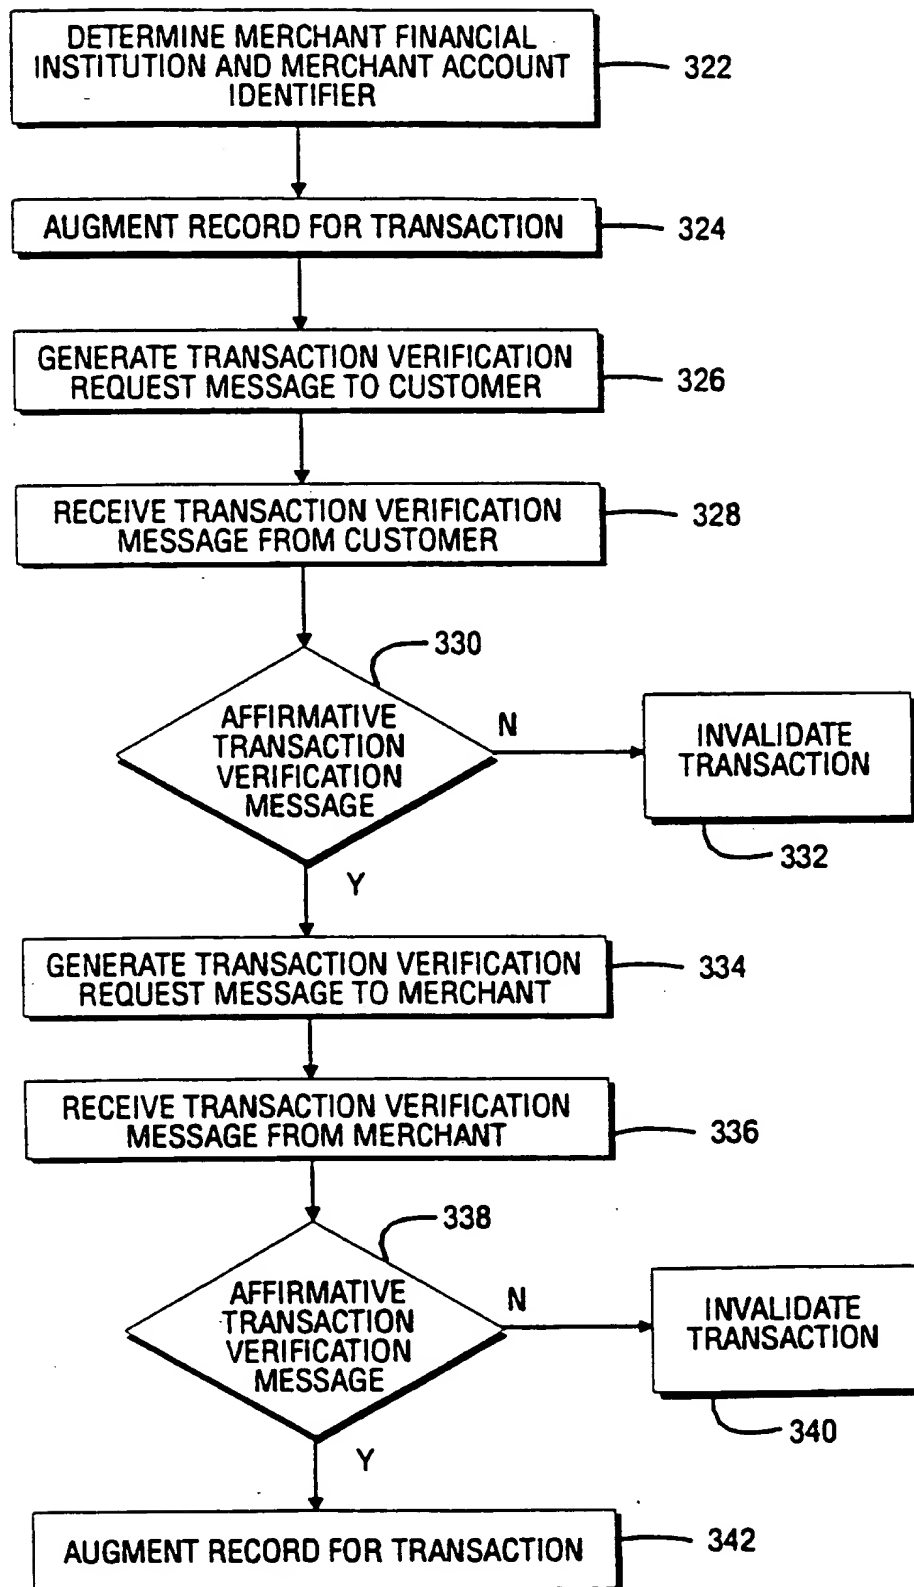 DETERMINE MERCHANT FINANCIAL
INSTITUTION AND MERCHANT ACCOUNT
IDENTIFIER
322
AUGMENT RECORD FOR TRANSACTION
324
GENERATE TRANSACTION VERIFICATION
REQUEST MESSAGE TO CUSTOMER
326
RECEIVE TRANSACTION VERIFICATION
MESSAGE FROM CUSTOMER
328
330
AFFIRMATIVE
TRANSACTION
VERIFICATION
MESSAGE
N
INVALIDATE
TRANSACTION
332
Y
GENERATE TRANSACTION VERIFICATION
REQUEST MESSAGE TO MERCHANT
334
RECEIVE TRANSACTION VERIFICATION
MESSAGE FROM MERCHANT
336
338
AFFIRMATIVE
TRANSACTION
VERIFICATION
MESSAGE
N
INVALIDATE
TRANSACTION
340
Y
AUGMENT RECORD FOR TRANSACTION
342